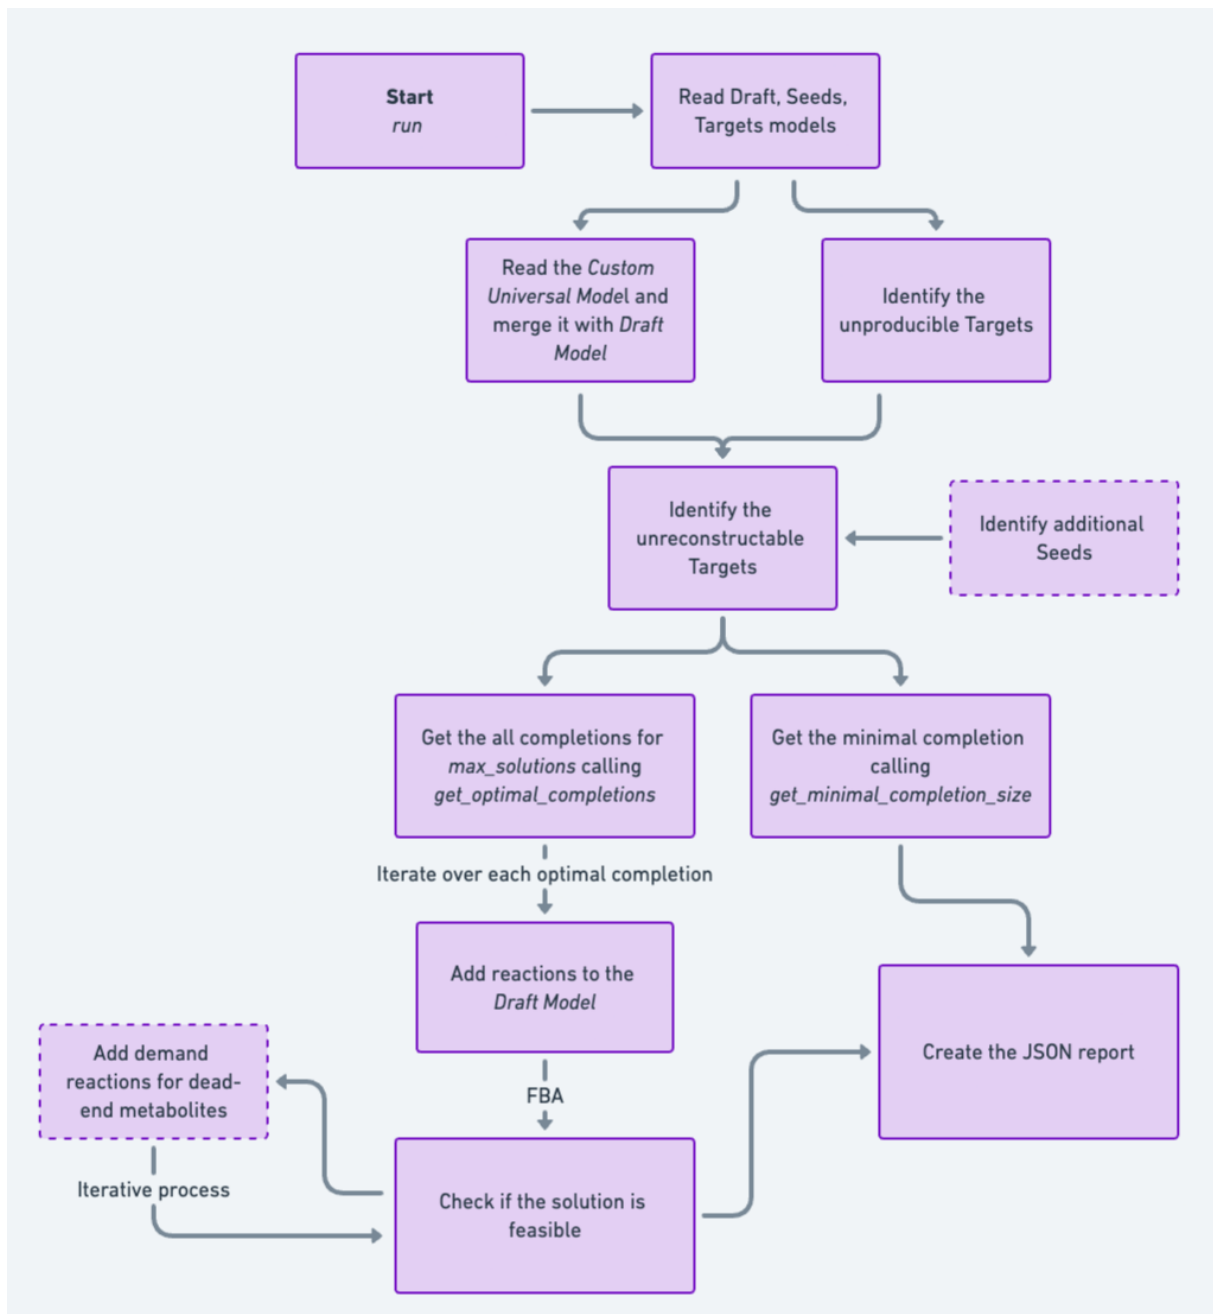 Start
run
Read Draft, Seeds,
Targets models
Read the Custom
Universal Model and
merge it with Draft
Model
Identify the
unproducible Targets
Identify the
unreconstructable
Targets
Identify additional
Seeds
Get the all completions for
max_solutions calling
get_optimal_completions
Get the minimal completion
calling
get_minimal_completion_size
Iterate over each optimal completion
Add reactions to the
Draft Model
Create the JSON report
Add demand
reactions for dead-
end metabolites
FBA
Iterative process
Check if the solution is
feasible